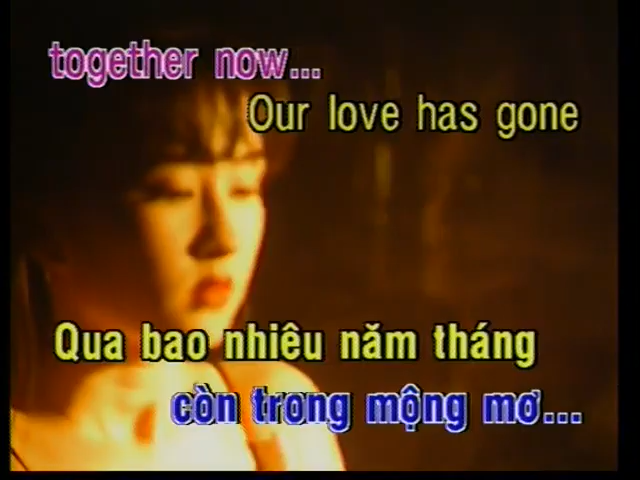 together now...
Our love has gone
Qua bao nhiêu năm tháng
còn trong mộng mơ...